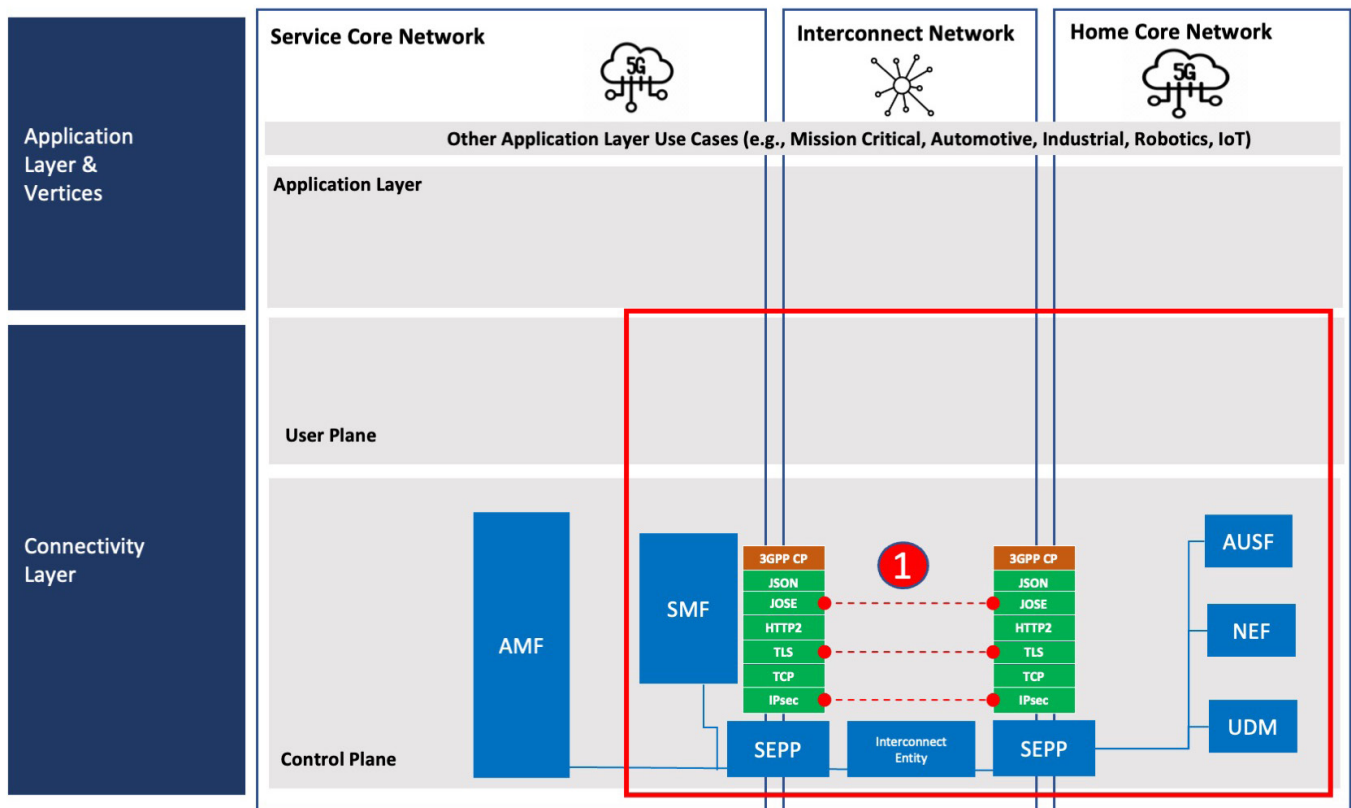 Service Core Network
5G
Interconnect Network
Home Core Network
5G
Application
Layer &
Vertices
Other Application Layer Use Cases (e.g., Mission Critical, Automotive, Industrial, Robotics, IoT)
Application Layer
User Plane
Connectivity
Layer
AMF
SMF
3GPP CP
JSON
JOSE
HTTP2
TLS
TCP
IPsec
1
3GPP CP
JSON
JOSE
HTTP2
TLS
TCP
IPsec
AUSF
NEF
UDM
Control Plane
SEPP
Interconnect
Entity
SEPP